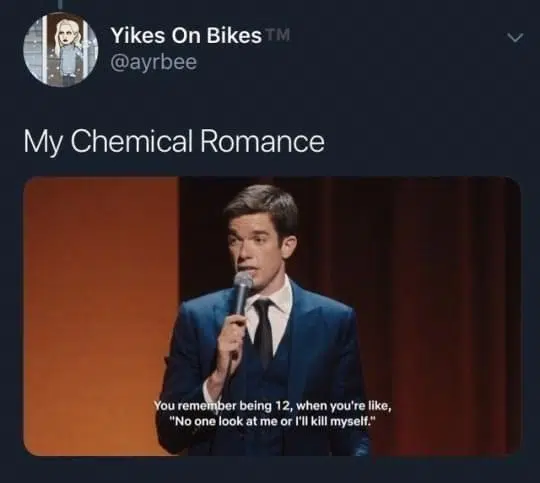 Yikes On Bikes TM
@ayrbee
My Chemical Romance
You remember being 12, when you're like,
"No one look at me or I'll kill myself."